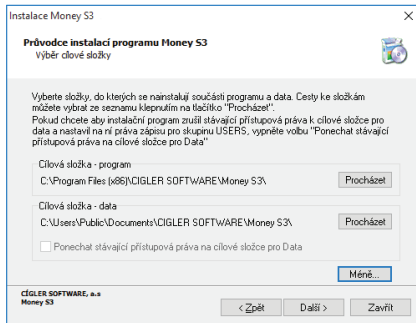 Instalace Money S3
Průvodce instalací programu Money S3
Výběr cílové složky
Vyberte složky, do kterých se nainstalují součásti programu a data. Cesty ke složkám
můžete vybrat ze seznamu klepnutím na tlačítko "Procházet".
Pokud chcete aby instalační program zrušil stávající přístupová práva k cílové složce pro
data a nastavil na ní práva zápisu pro skupinu USERS, vypněte volbu "Ponechat stávající
přístupová práva na cílové složce pro Data"
Cílová složka - program
C:\Program Files (x86)\CIGLER SOFTWARE\Money S3\
Procházet
Cílová složka - data
C:\Users\Public\Documents\CIGLER SOFTWARE\Money S3\
Procházet
Ponechat stávající přístupová práva na cílové složce pro Data
Méně...
CÍGLER SOFTWARE, a.s
Money S3
< Zpět
Další >
Zavřít